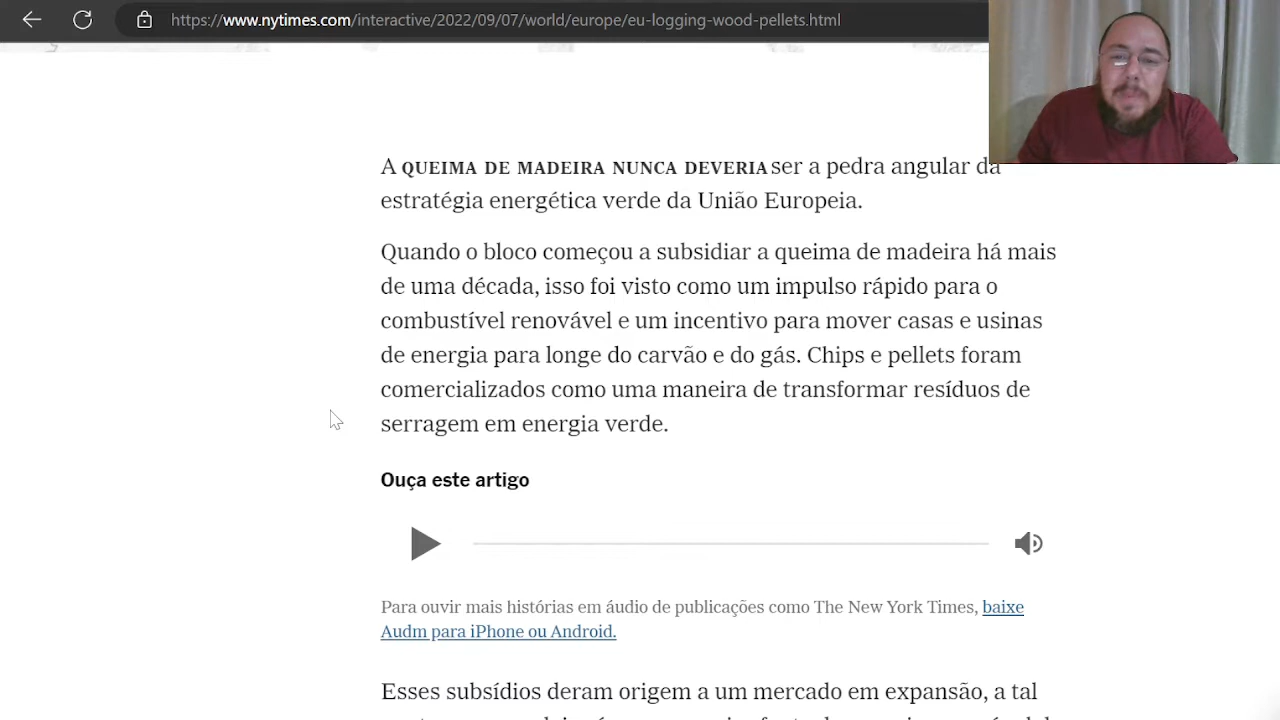 https://www.nytimes.com/interactive/2022/09/07/world/europe/eu-logging-wood-pellets.html
A QUEIMA DE MADEIRA NUNCA DEVERIA ser a pedra angular da
estratégia energética verde da União Europeia.
Quando o bloco começou a subsidiar a queima de madeira há mais
de uma década, isso foi visto como um impulso rápido para o
combustível renovável e um incentivo para mover casas e usinas
de energia para longe do carvão e do gás. Chips e pellets foram
comercializados como uma maneira de transformar resíduos de
serragem em energia verde.
Ouça este artigo
Para ouvir mais histórias em áudio de publicações como The New York Times, baixe
Audm para iPhone ou Android.
Esses subsídios deram origem a um mercado em expansão, a tal